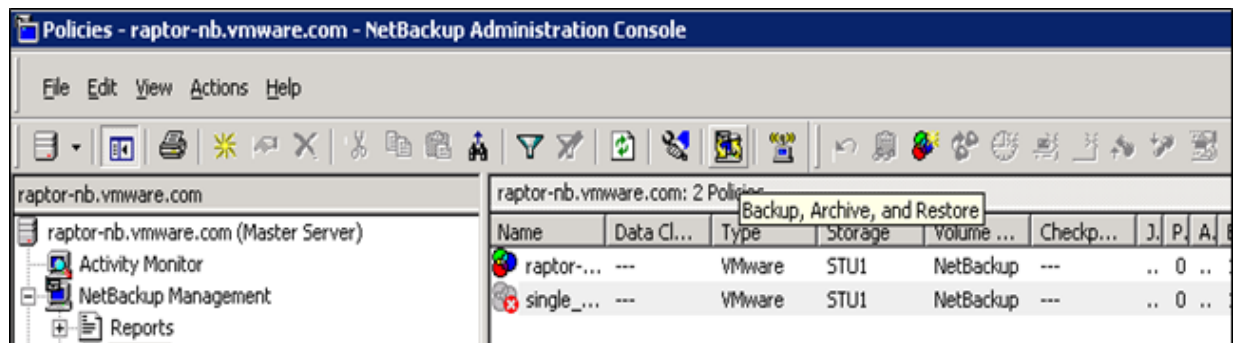 Policies - raptor-nb.vmware.com - NetBackup Administration Console
File Edit View Actions Help
raptor-nb.vmware.com
raptor-nb.vmware.com: 2 Policies
Backup, Archive, and Restore
raptor-nb.vmware.com (Master Server)
Name Data Cl... Type Storage Volume ... Checkp... J. P. A.
Activity Monitor
raptor-... --- VMware STU1 NetBackup --- .. 0 ..
NetBackup Management
single_... --- VMware STU1 NetBackup --- .. 0 ..
Reports